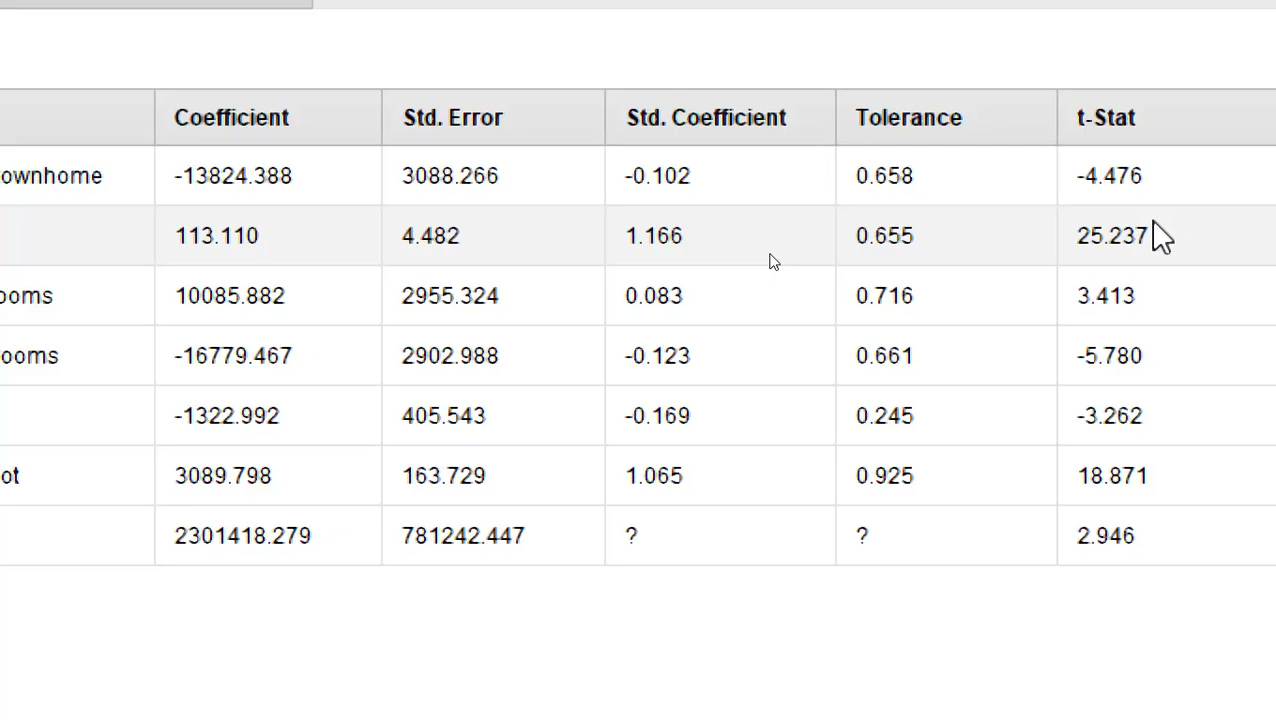 Coefficient Std. Error Std. Coefficient Tolerance t-Stat
ownhome -13824.388 3088.266 -0.102 0.658 -4.476
113.110 4.482 1.166 0.655 25.237
ooms 10085.882 2955.324 0.083 0.716 3.413
ooms -16779.467 2902.988 -0.123 0.661 -5.780
-1322.992 405.543 -0.169 0.245 -3.262
ot 3089.798 163.729 1.065 0.925 18.871
2301418.279 781242.447 ? ? 2.946